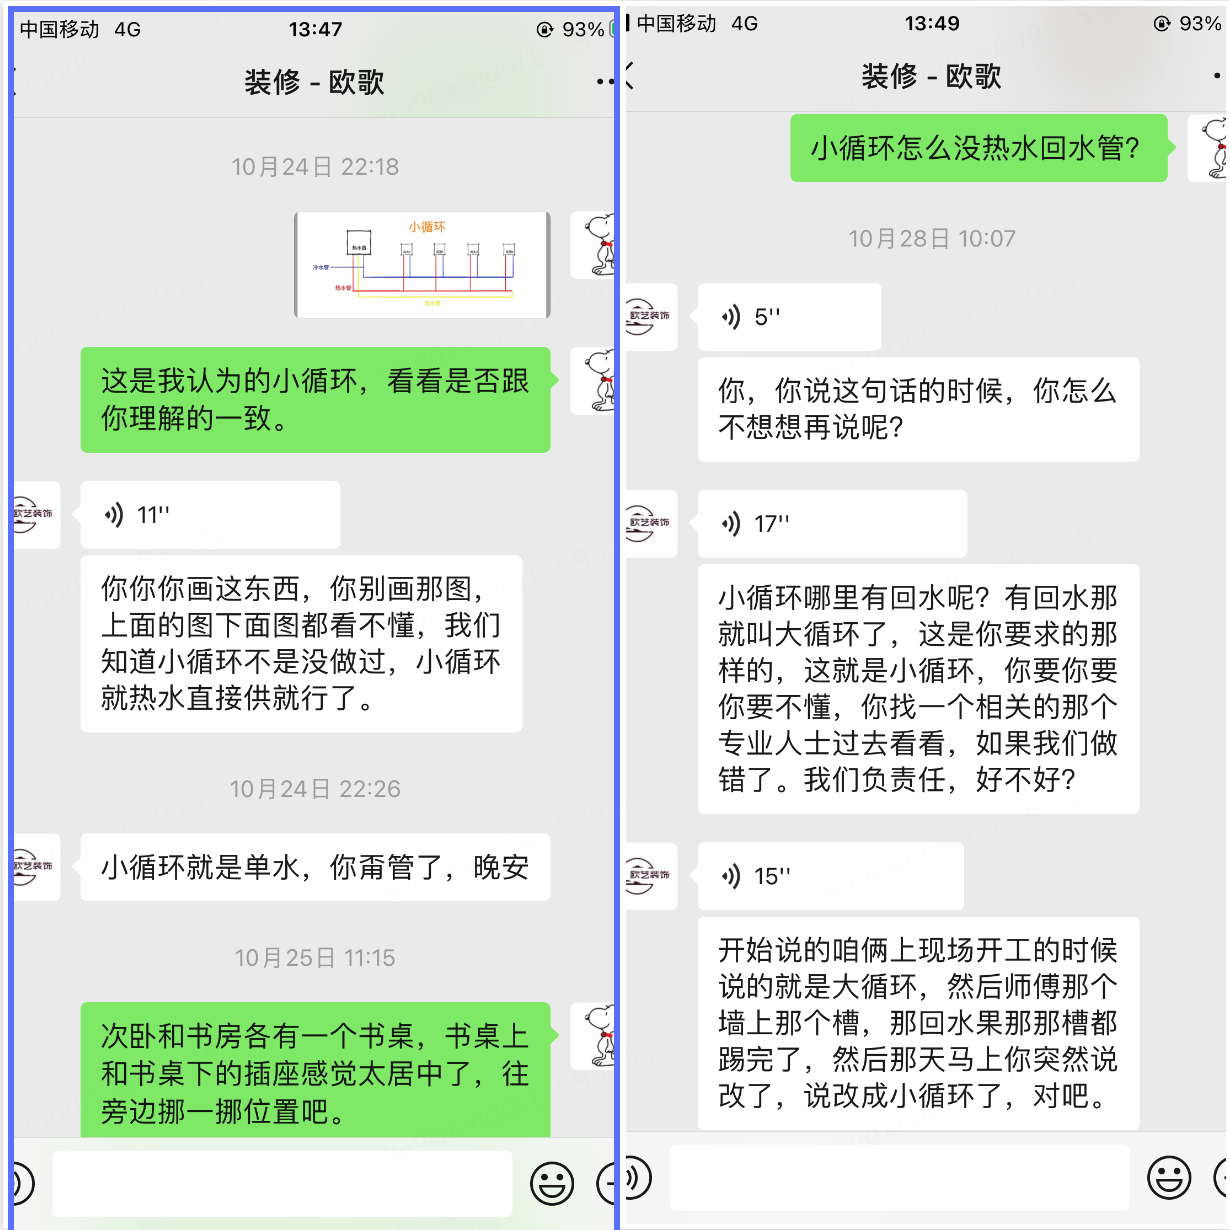 中国移动 4G 13:47 93%
装修 - 欧歌
10月24日 22:18
小循环
热水器
冷水管
热水管
这是我认为的小循环，看看是否跟
你理解的一致。
欧艺装饰
11''
你你你画这东西，你别画那图，
上面的图下面图都看不懂，我们
知道小循环不是没做过，小循环
就热水直接供就行了。
10月24日 22:26
欧艺装饰
小循环就是单水，你甭管了，晚安
10月25日 11:15
次卧和书房各有一个书桌，书桌上
和书桌下的插座感觉太居中了，往
旁边挪一挪位置吧。
中国移动 4G 13:49 93%
装修 - 欧歌
小循环怎么没热水回水管?
10月28日 10:07
欧艺装饰
5''
你，你说这句话的时候，你怎么
不想想再说呢?
欧艺装饰
17''
小循环哪里有回水呢? 有回水那
就叫大循环了，这是你要求的那
样的，这就是小循环，你要你要
你要不懂，你找一个相关的那个
专业人士过去看看，如果我们做
错了。我们负责任，好不好?
欧艺装饰
15''
开始说的咱俩上现场开工的时候
说的就是大循环，然后师傅那个
墙上那个槽，那回水果那那槽都
踢完了，然后那天马上你突然说
改了，说改成小循环了，对吧。